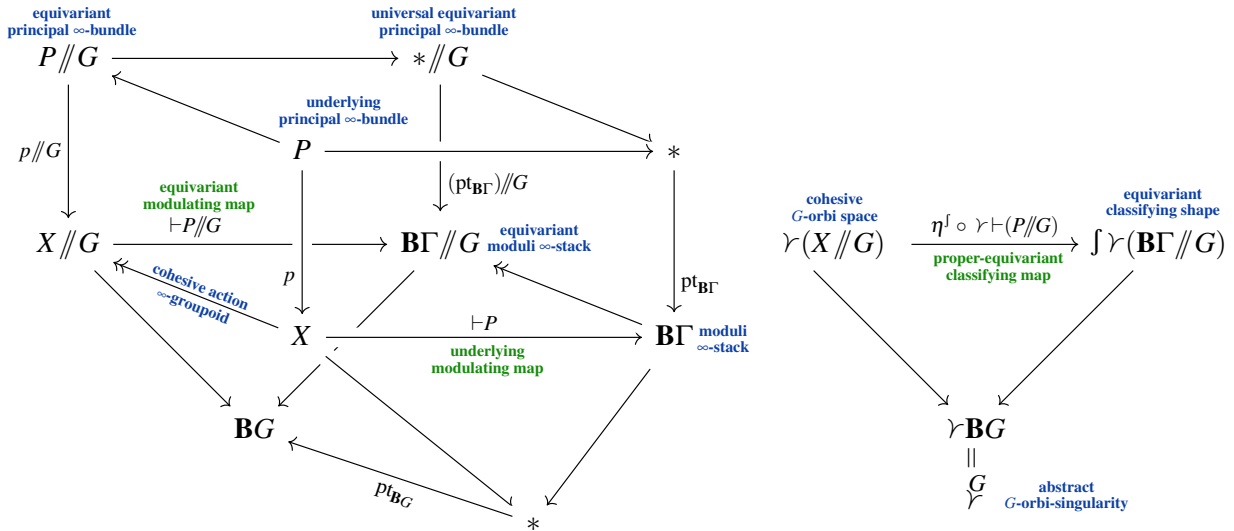 equivariant
principal ∞-bundle
universal equivariant
principal ∞-bundle
P⫽G
∗⫽G
underlying
principal ∞-bundle
P
∗
p⫽G
(pt_𝐁Γ)⫽G
equivariant
modulating map
⊢P⫽G
X⫽G
𝐁Γ⫽G
equivariant
moduli ∞-stack
cohesive action
∞-groupoid
p
pt_𝐁Γ
X
⊢P
underlying
modulating map
𝐁Γ
moduli
∞-stack
𝐁G
pt_𝐁G
∗
cohesive
G-orbi space
equivariant
classifying shape
ʏ(X⫽G)
η^ʃ ∘ ʏ⊢(P⫽G)
proper-equivariant
classifying map
ʃ ʏ(𝐁Γ⫽G)
ʏ𝐁G
=
G
ʏ
abstract
G-orbi-singularity